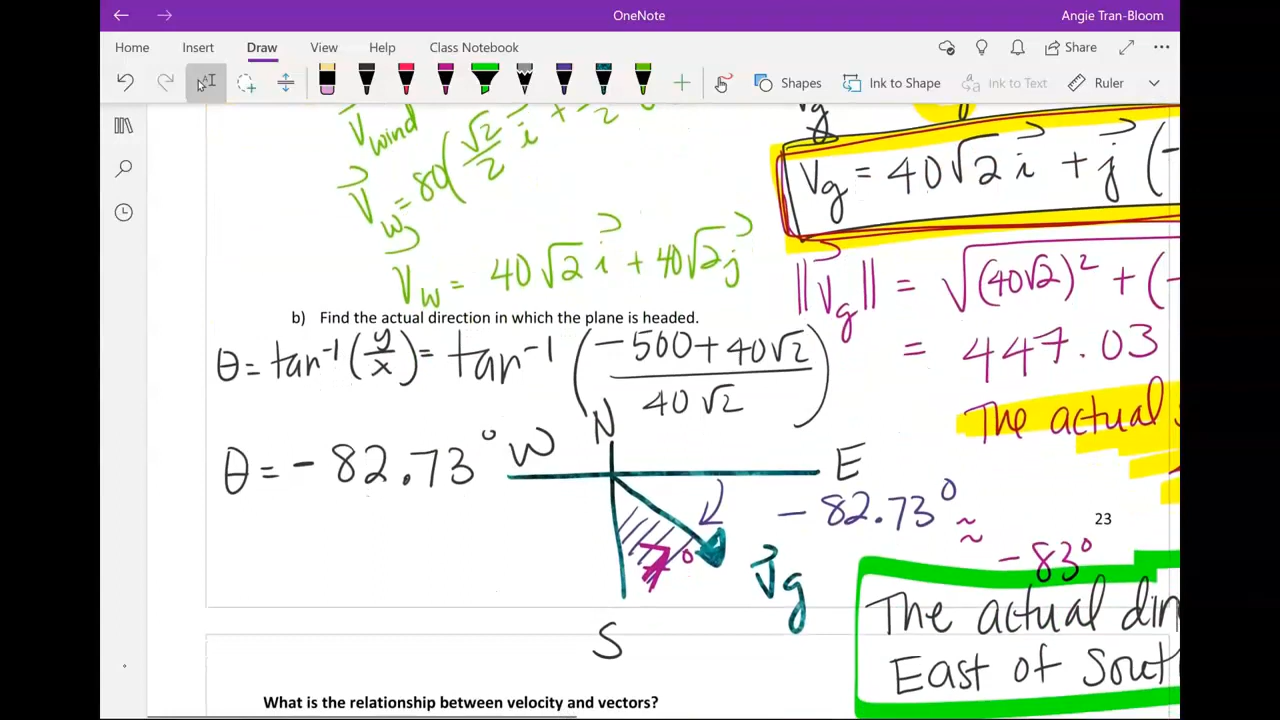 OneNote
Angie Tran-Bloom
Home Insert Draw View Help Class Notebook Share
Shapes Ink to Shape Ink to Text Ruler
V wind
Vw = 80(√2/2 i +
Vw = 40√2 i + 40√2 j
Vg
Vg = 40√2 i + j (-
||Vg|| = √(40√2)² + (-
= 447.03
The actual
b) Find the actual direction in which the plane is headed.
θ = tan⁻¹(y/x) = tan⁻¹(-500+40√2 / 40√2)
θ = -82.73°
N
W
E
S
7°
Vg
-82.73° ≈
-83°
23
The actual
East of Sout
What is the relationship between velocity and vectors?